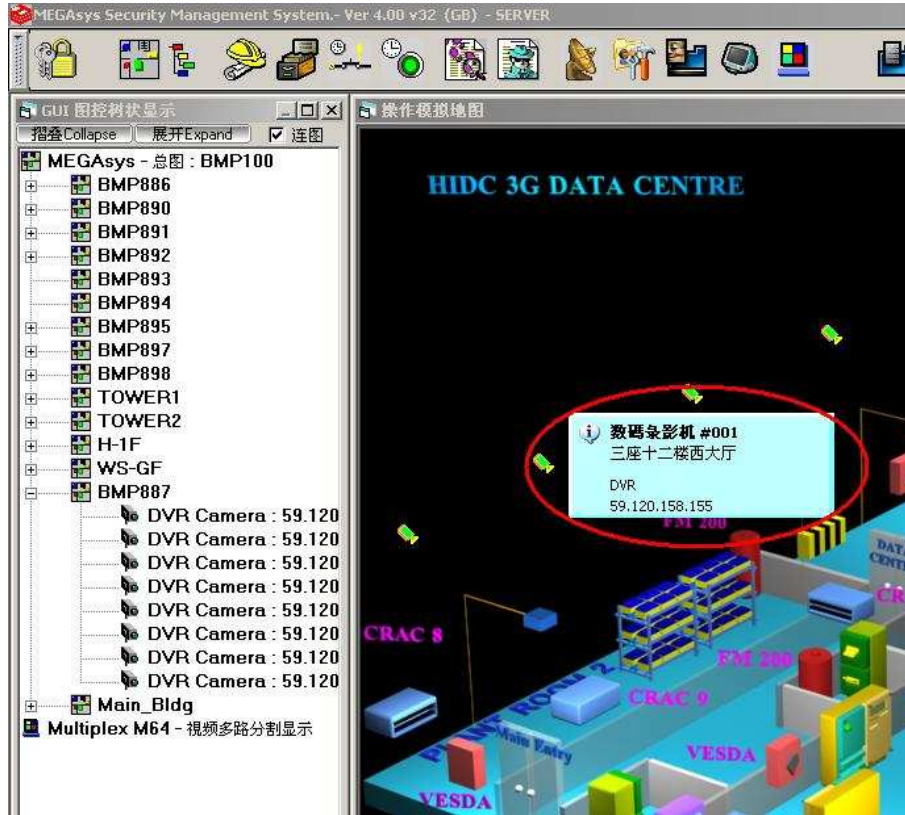 MEGAsys Security Management System.- Ver 4.00 v32 (GB) - SERVER
GUI 图控树状显示
摺叠Collapse
展开Expand
连图
MEGAsys - 总图 : BMP100
BMP886
BMP890
BMP891
BMP892
BMP893
BMP894
BMP895
BMP897
BMP898
TOWER1
TOWER2
H-1F
WS-GF
BMP887
DVR Camera : 59.120
DVR Camera : 59.120
DVR Camera : 59.120
DVR Camera : 59.120
DVR Camera : 59.120
DVR Camera : 59.120
DVR Camera : 59.120
DVR Camera : 59.120
Main_Bldg
Multiplex M64 - 視频多路分割显示
操作模拟地图
HIDC 3G DATA CENTRE
数碼彔影机 #001
三座十二楼西大厅
DVR
59.120.158.155
FM 200
CRAC 8
FM 200
CRAC 9
PLANT ROOM 2
Main Entry
VESDA
VESDA